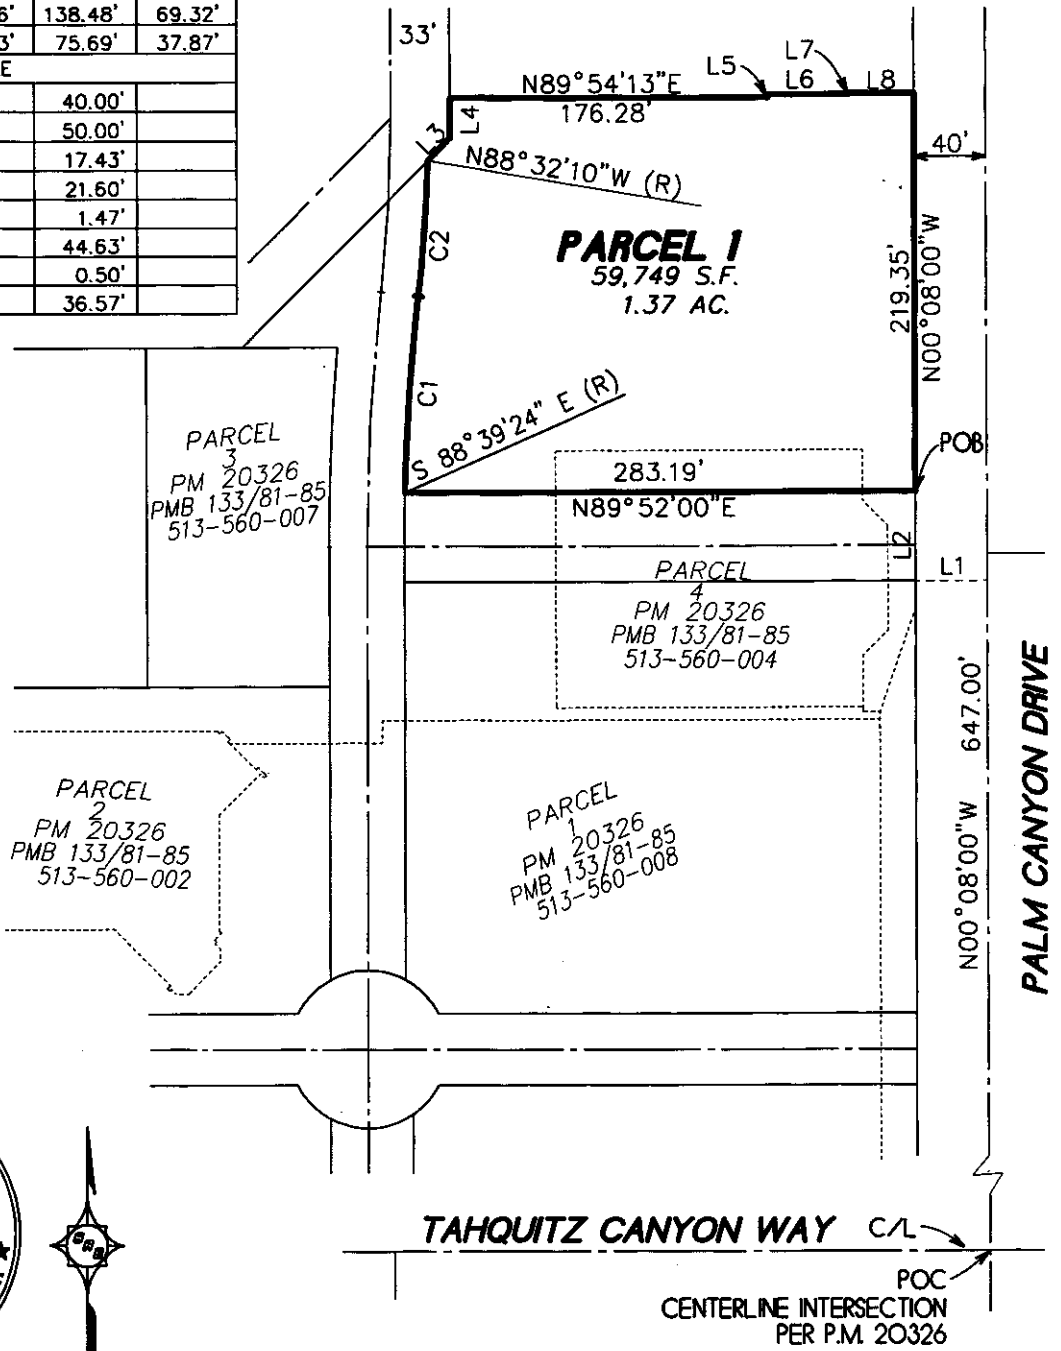 6' 138.48' 69.32'
3' 75.69' 37.87'
E
40.00'
50.00'
17.43'
21.60'
1.47'
44.63'
0.50'
36.57'
33'
L5
L7
L6
L8
N89°54'13"E
176.28'
L3
L4
40'
N88°32'10"W (R)
C2
PARCEL 1
59,749 S.F.
1.37 AC.
219.35'
N00°08'00"W
C1
S 88°39'24" E (R)
POB
283.19'
N89°52'00"E
L2
L1
PARCEL
3
PM 20326
PMB 133/81-85
513-560-007
PARCEL
4
PM 20326
PMB 133/81-85
513-560-004
647.00'
N00°08'00"W
PALM CANYON DRIVE
PARCEL
2
PM 20326
PMB 133/81-85
513-560-002
PARCEL
1
PM 20326
PMB 133/81-85
513-560-008
TAHQUITZ CANYON WAY C/L
POC
CENTERLINE INTERSECTION
PER P.M. 20326